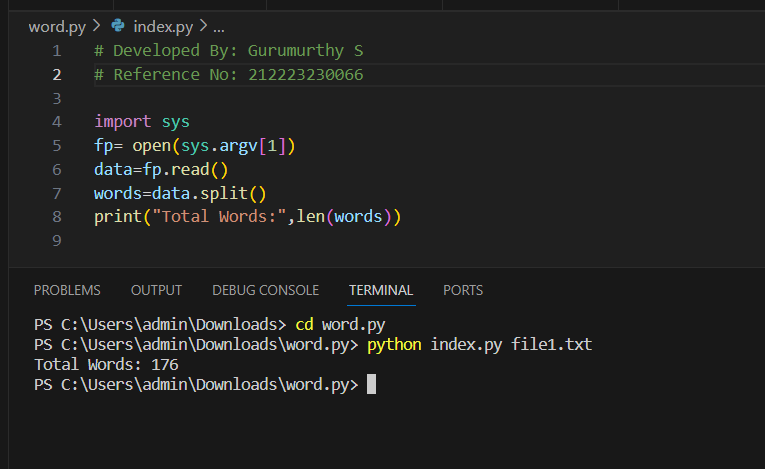 word.py > index.py > ...
1 # Developed By: Gurumurthy S
2 # Reference No: 212223230066
3
4 import sys
5 fp= open(sys.argv[1])
6 data=fp.read()
7 words=data.split()
8 print("Total Words:",len(words))
9
PROBLEMS OUTPUT DEBUG CONSOLE TERMINAL PORTS
PS C:\Users\admin\Downloads> cd word.py
PS C:\Users\admin\Downloads\word.py> python index.py file1.txt
Total Words: 176
PS C:\Users\admin\Downloads\word.py>